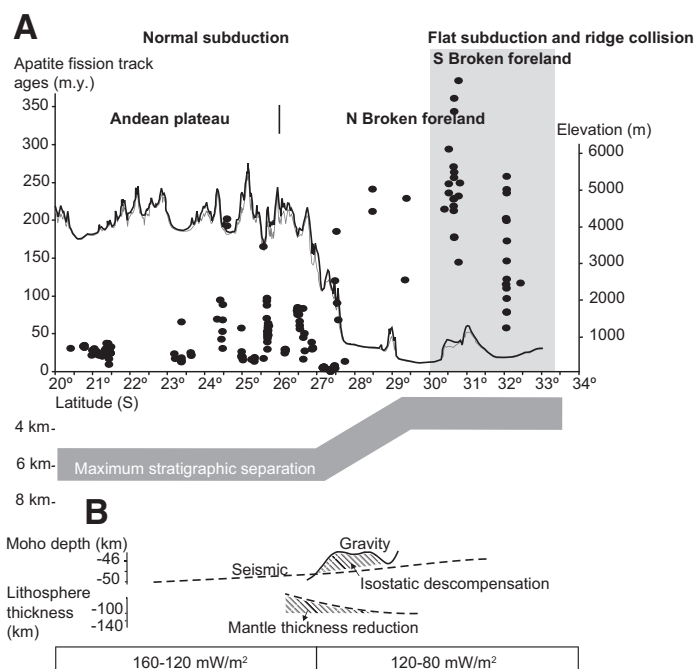 A
Normal subduction
Flat subduction and ridge collision
S Broken foreland
Apatite fission track
ages (m.y.)
Andean plateau
N Broken foreland
Elevation (m)
350
300
250
200
150
100
50
0
6000
5000
4000
3000
2000
1000
20º 21º 22º 23º 24º 25º 26º 27º 28º 29º 30º 31º 32º 33º 34º
Latitude (S)
4 km-
6 km-
8 km-
Maximum stratigraphic separation
B
Moho depth (km)
-46
-50
Seismic
Gravity
Isostatic descompensation
Lithosphere
thickness
(km)
-100
-140
Mantle thickness reduction
160-120 mW/m²
120-80 mW/m²